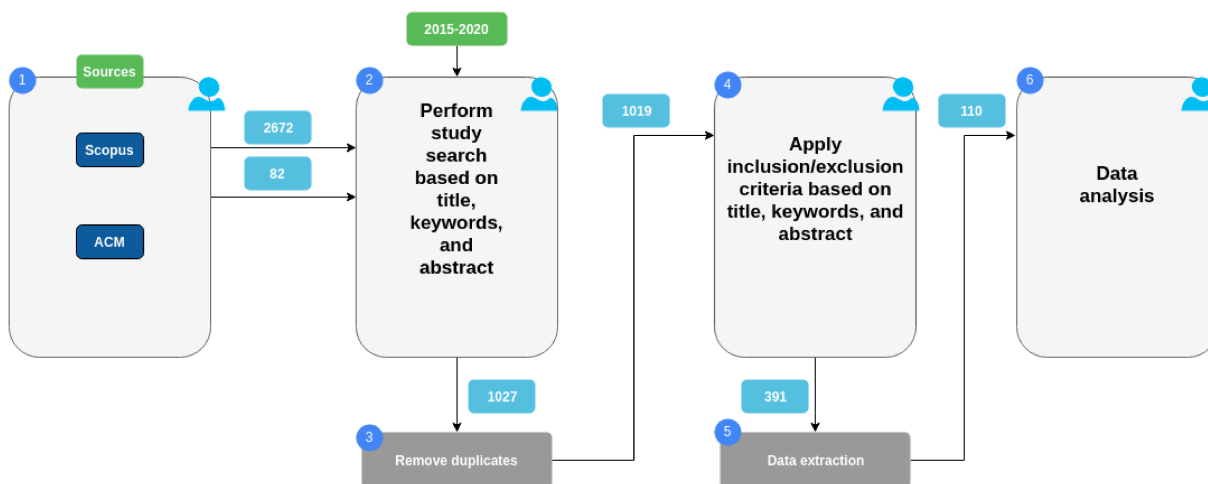 2015-2020
1
Sources
Scopus
ACM
2672
82
2
Perform
study
search
based on
title,
keywords,
and
abstract
1027
3
Remove duplicates
1019
4
Apply
inclusion/exclusion
criteria based on
title, keywords, and
abstract
391
5
Data extraction
110
6
Data
analysis